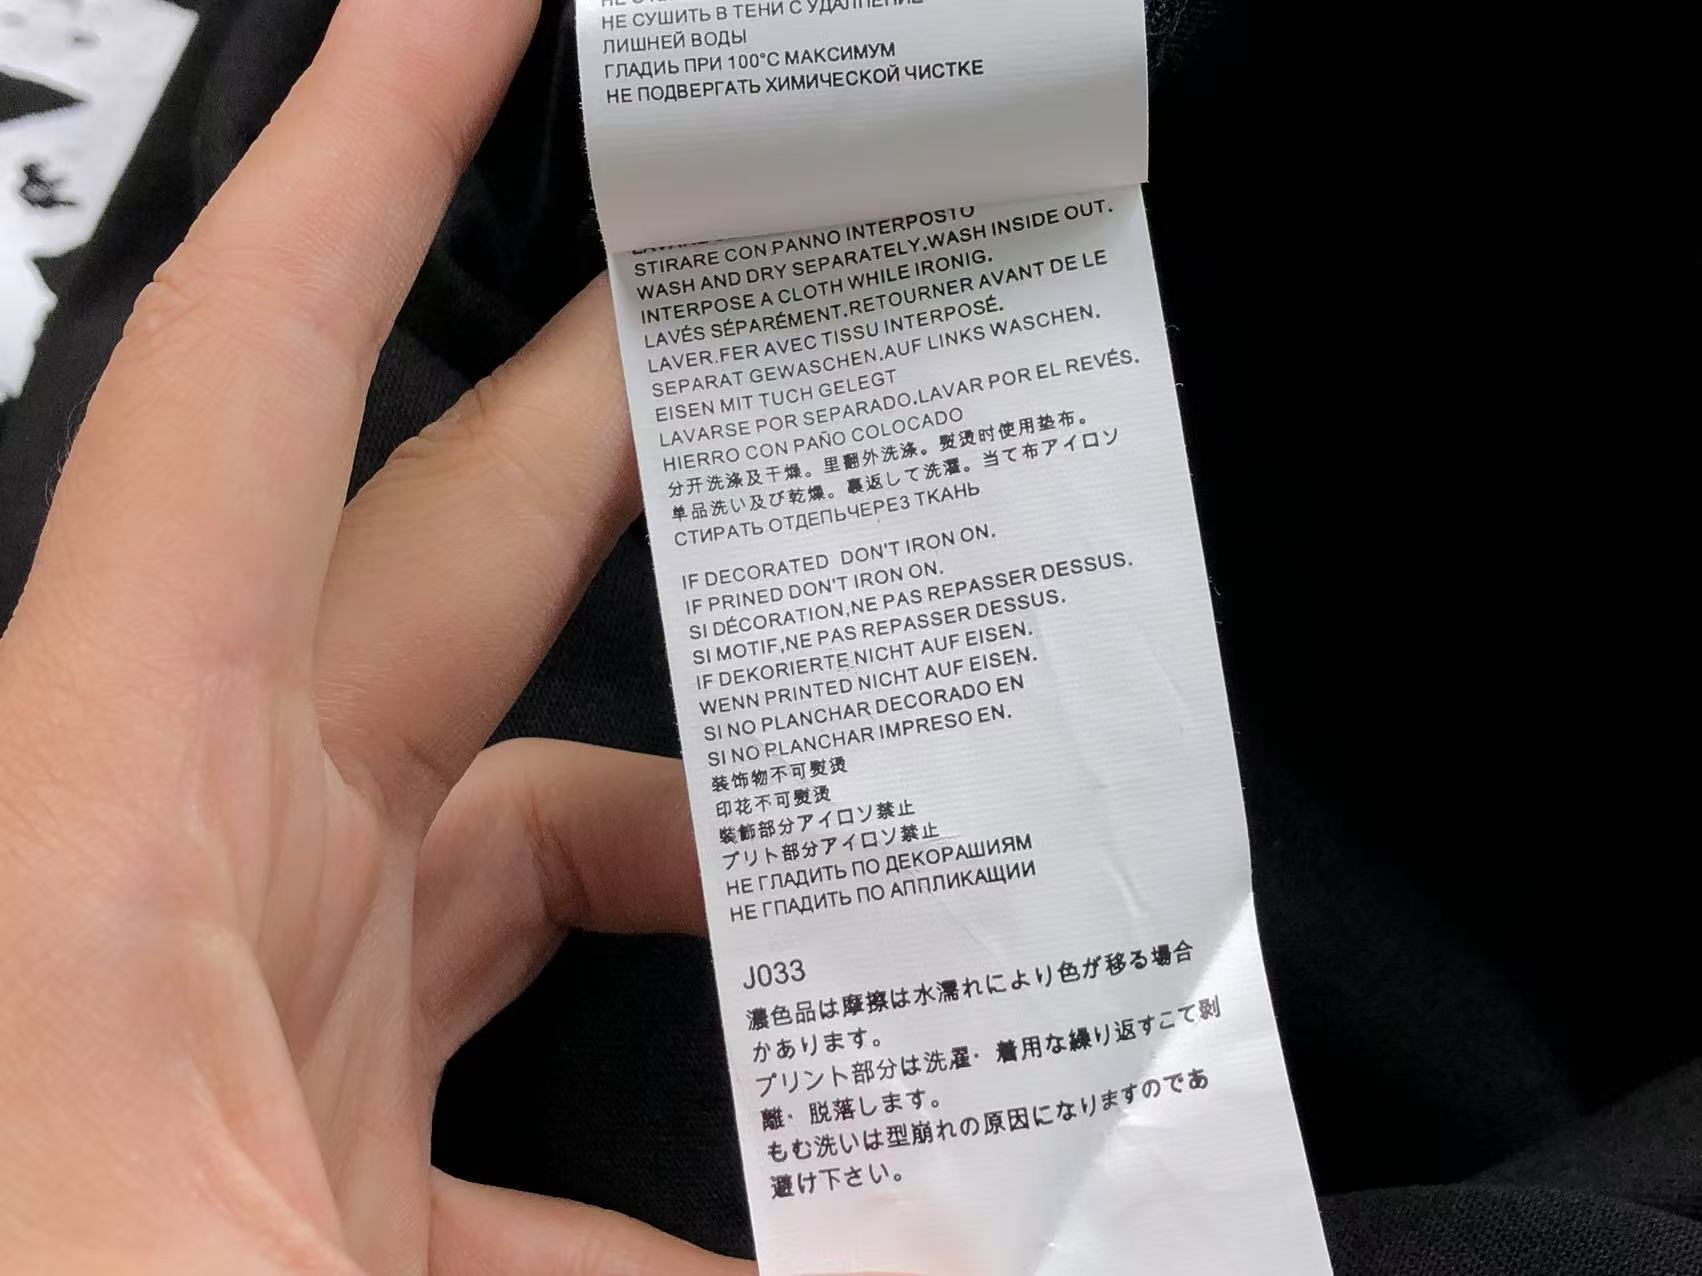 НЕ СУШИТЬ В ТЕНИ С УДАЛПЕНИЕ
ЛИШНЕЙ ВОДЫ
ГЛАДИЬ ПРИ 100°C МАКСИМУМ
НЕ ПОДВЕРГАТЬ ХИМИЧЕСКОЙ ЧИСТКЕ
STIRARE CON PANNO INTERPOSTO
WASH AND DRY SEPARATELY.WASH INSIDE OUT.
INTERPOSE A CLOTH WHILE IRONIG.
LAVÉS SÉPARÉMENT.RETOURNER AVANT DE LE
LAVER.FER AVEC TISSU INTERPOSÉ.
SEPARAT GEWASCHEN.AUF LINKS WASCHEN.
EISEN MIT TUCH GELEGT
LAVARSE POR SEPARADO.LAVAR POR EL REVÉS.
HIERRO CON PAÑO COLOCADO
分开洗涤及干燥。里翻外洗涤。熨烫时使用垫布。
单品洗い及び乾燥。裏返して洗濯。当て布アイロン
СТИРАТЬ ОТДЕПЬЧЕРЕЗ ТКАНЬ
IF DECORATED DON'T IRON ON.
IF PRINED DON'T IRON ON.
SI DÉCORATION,NE PAS REPASSER DESSUS.
SI MOTIF,NE PAS REPASSER DESSUS.
IF DEKORIERTE NICHT AUF EISEN.
WENN PRINTED NICHT AUF EISEN.
SI NO PLANCHAR DECORADO EN
SI NO PLANCHAR IMPRESO EN.
装饰物不可熨烫
印花不可熨烫
装飾部分アイロン禁止
プリト部分アイロン禁止
НЕ ГЛАДИТЬ ПО ДЕКОРАШИЯМ
НЕ ГПАДИТЬ ПО АППЛИКАЩИИ
J033
濃色品は摩擦は水濡れにより色が移る場合
かあります。
プリント部分は洗濯·着用な繰り返すこて剥
離·脱落します。
もむ洗いは型崩れの原因になりますのであ
避け下さい。
&